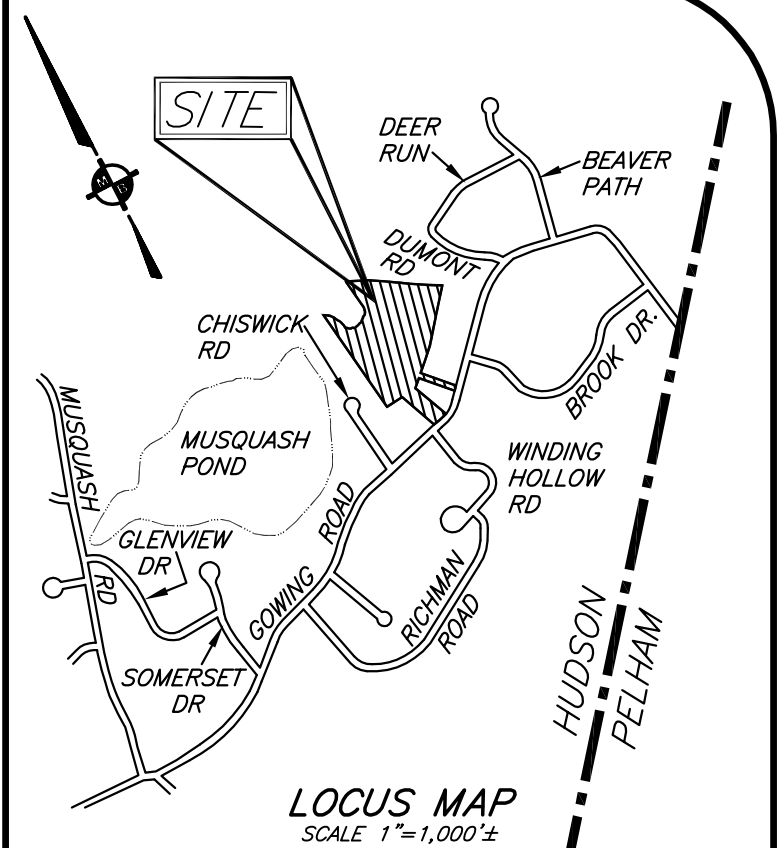 SITE
DEER
RUN
BEAVER
PATH
M
B
DUMONT
RD
CHISWICK
RD
BROOK DR.
MUSQUASH
RD
MUSQUASH
POND
WINDING
HOLLOW
RD
GLENVIEW
DR
GOWING
ROAD
RICHMAN
ROAD
SOMERSET
DR
HUDSON
PELHAM
LOCUS MAP
SCALE 1"=1,000'±